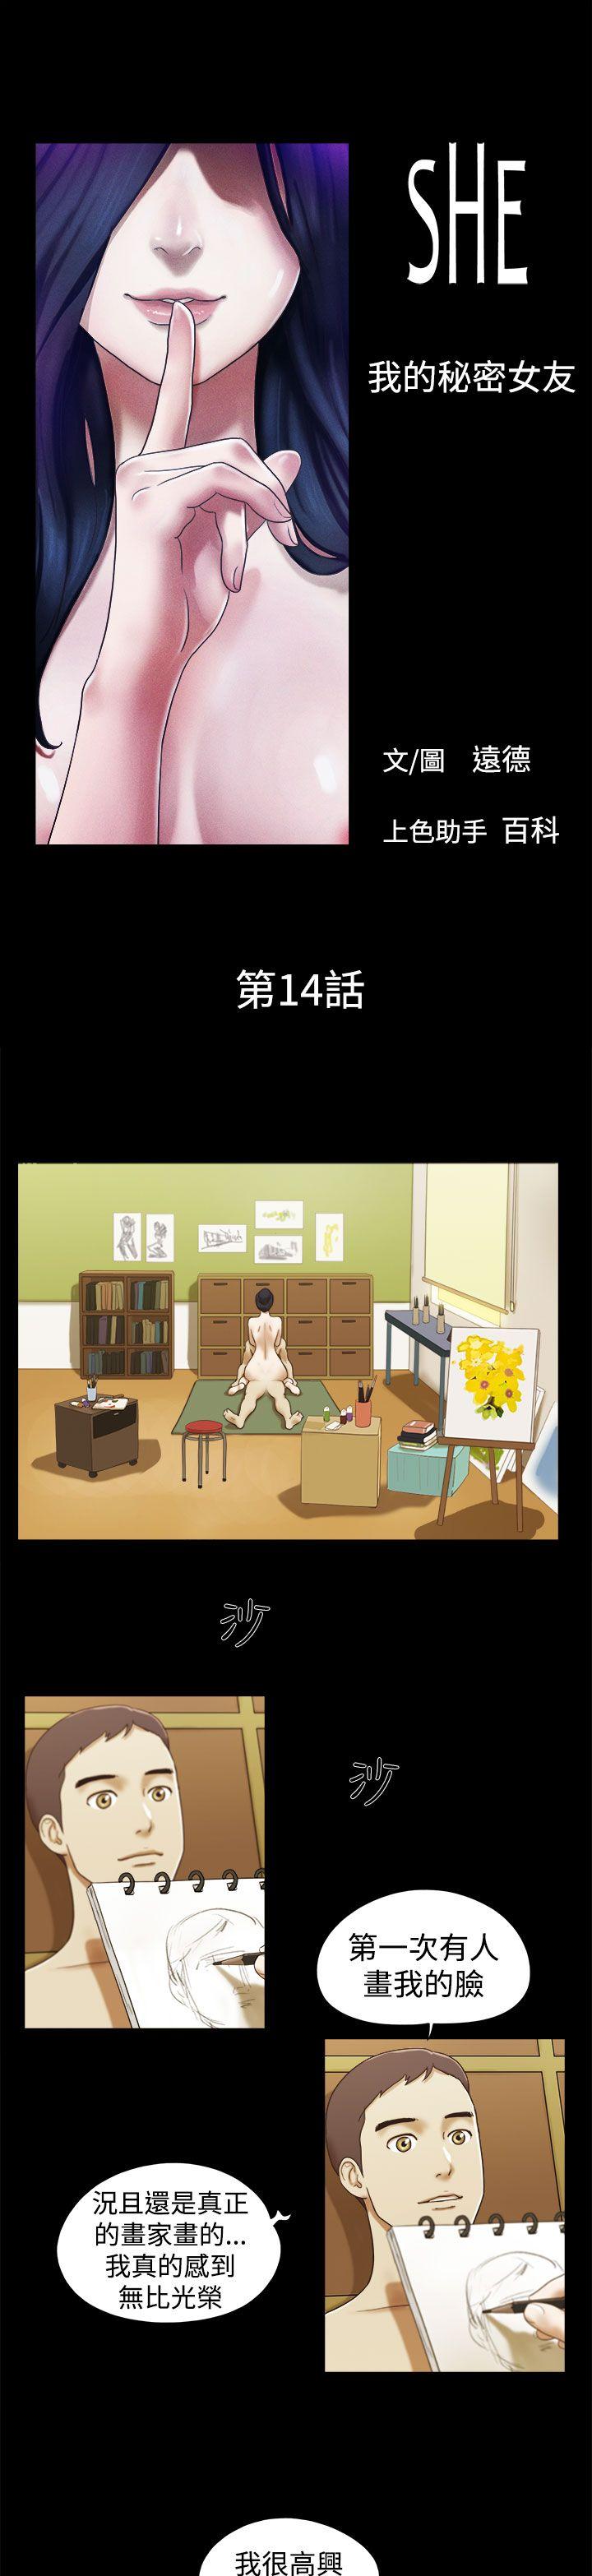 SHE
我的秘密女友
文/圖 遠德
上色助手 百科
第14話
沙
沙
第一次有人
畫我的臉
況且還是真正
的畫家畫的...
我真的感到
無比光榮
我很高興